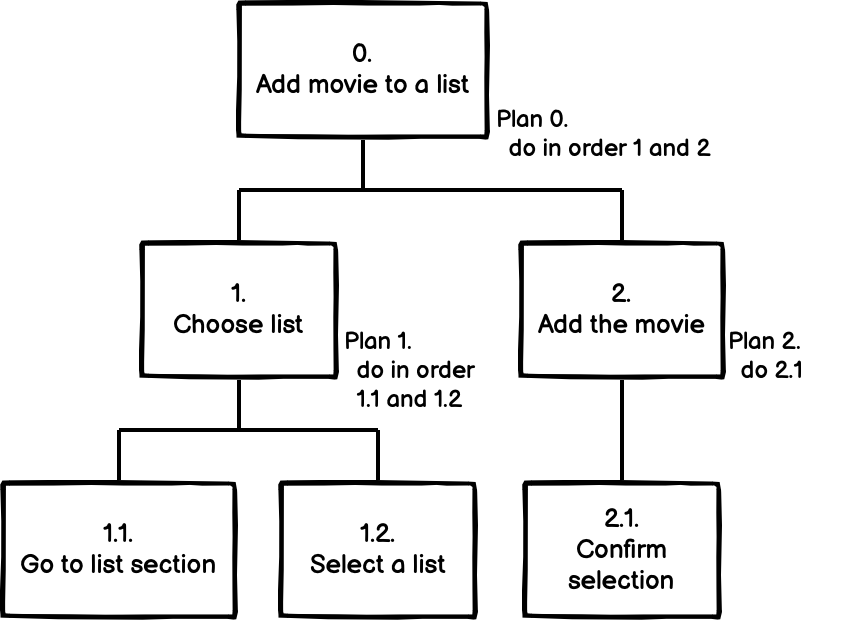 0.
Add movie to a list
Plan 0.
do in order 1 and 2
1.
Choose list
Plan 1.
do in order
1.1 and 1.2
2.
Add the movie
Plan 2.
do 2.1
1.1.
Go to list section
1.2.
Select a list
2.1.
Confirm
selection